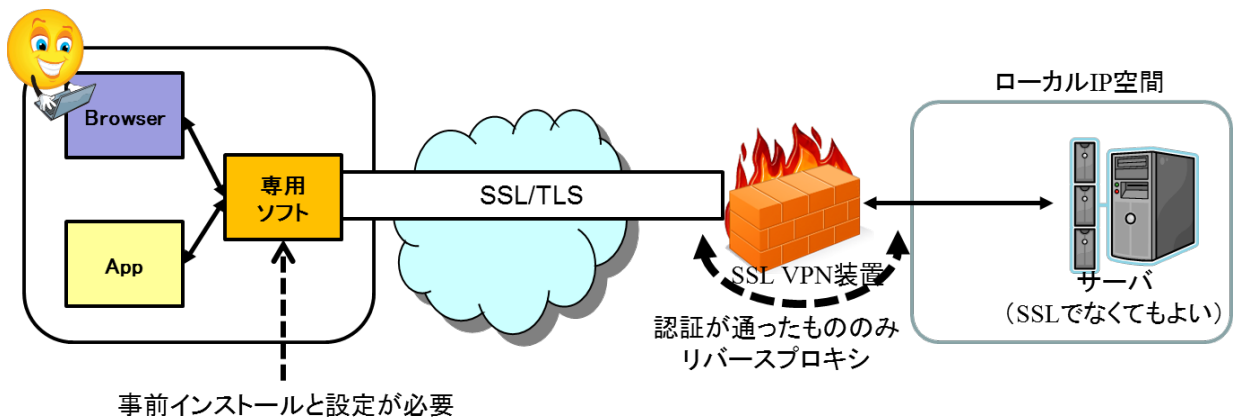 Browser
App
専用
ソフト
SSL/TLS
SSL VPN装置
認証が通ったもののみ
リバースプロキシ
ローカルIP空間
サーバ
（SSLでなくてもよい）
事前インストールと設定が必要